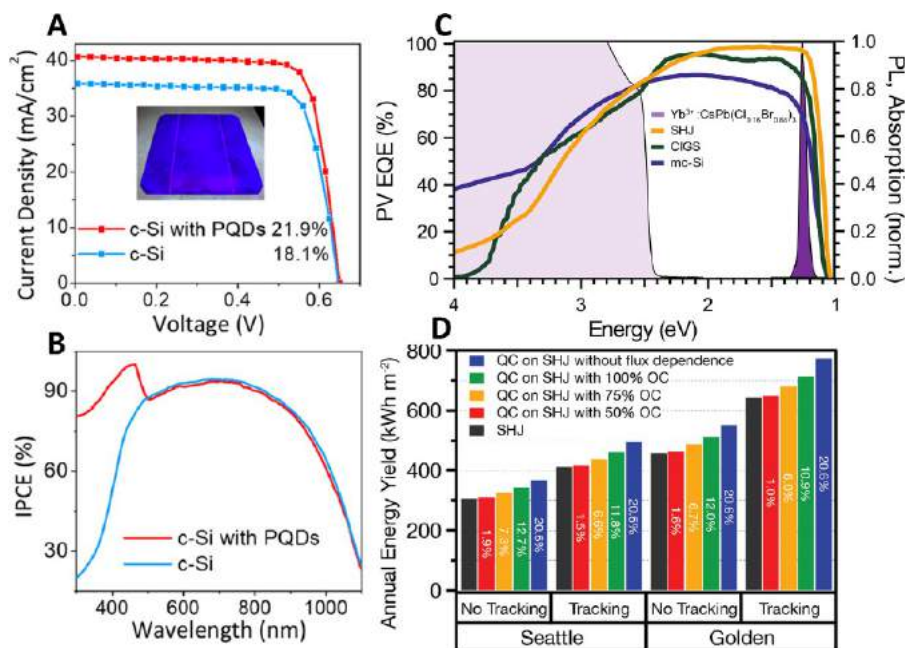 A
Current Density (mA/cm²)
40
30
20
10
0
c-Si with PQDs 21.9%
c-Si 18.1%
0.0 0.2 0.4 0.6
Voltage (V)
B
IPCE (%)
90
60
30
c-Si with PQDs
c-Si
400 600 800 1000
Wavelength (nm)
C
PV EQE (%)
100
80
60
40
20
0
PL, Absorption (norm.)
1.0
0.8
0.6
0.4
0.2
0.0
SHJ
CIGS
mc-Si
4 3 2 1
Energy (eV)
D
Annual Energy Yield (kWh m⁻²)
800
600
400
200
0
QC on SHJ without flux dependence
QC on SHJ with 100% OC
QC on SHJ with 75% OC
QC on SHJ with 50% OC
SHJ
1.9% 7.3% 12.7% 20.6%
1.5% 6.6% 11.8% 20.6%
1.6% 6.7% 12.0% 20.6%
1.0% 6.0% 10.9% 20.6%
No Tracking Tracking No Tracking Tracking
Seattle Golden